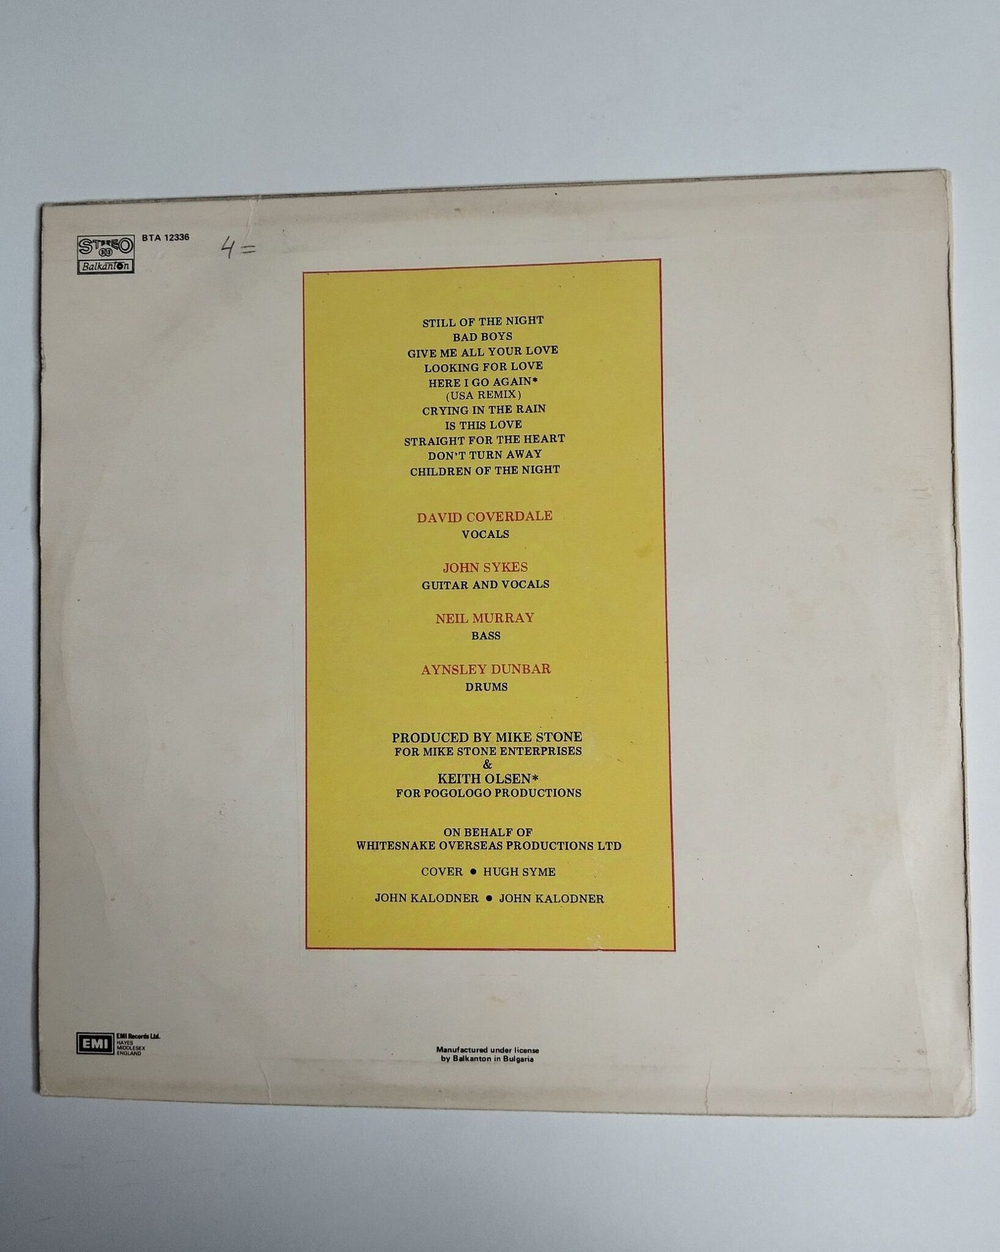 STEREO
Balkanton
BTA 12336
4=
STILL OF THE NIGHT
BAD BOYS
GIVE ME ALL YOUR LOVE
LOOKING FOR LOVE
HERE I GO AGAIN*
(USA REMIX)
CRYING IN THE RAIN
IS THIS LOVE
STRAIGHT FOR THE HEART
DON'T TURN AWAY
CHILDREN OF THE NIGHT
DAVID COVERDALE
VOCALS
JOHN SYKES
GUITAR AND VOCALS
NEIL MURRAY
BASS
AYNSLEY DUNBAR
DRUMS
PRODUCED BY MIKE STONE
FOR MIKE STONE ENTERPRISES
&
KEITH OLSEN*
FOR POGOLOGO PRODUCTIONS
ON BEHALF OF
WHITESNAKE OVERSEAS PRODUCTIONS LTD
COVER ● HUGH SYME
JOHN KALODNER ● JOHN KALODNER
EMI
EMI Records Ltd.
HAYES
MIDDLESEX
ENGLAND
Manufactured under license
by Balkanton in Bulgaria